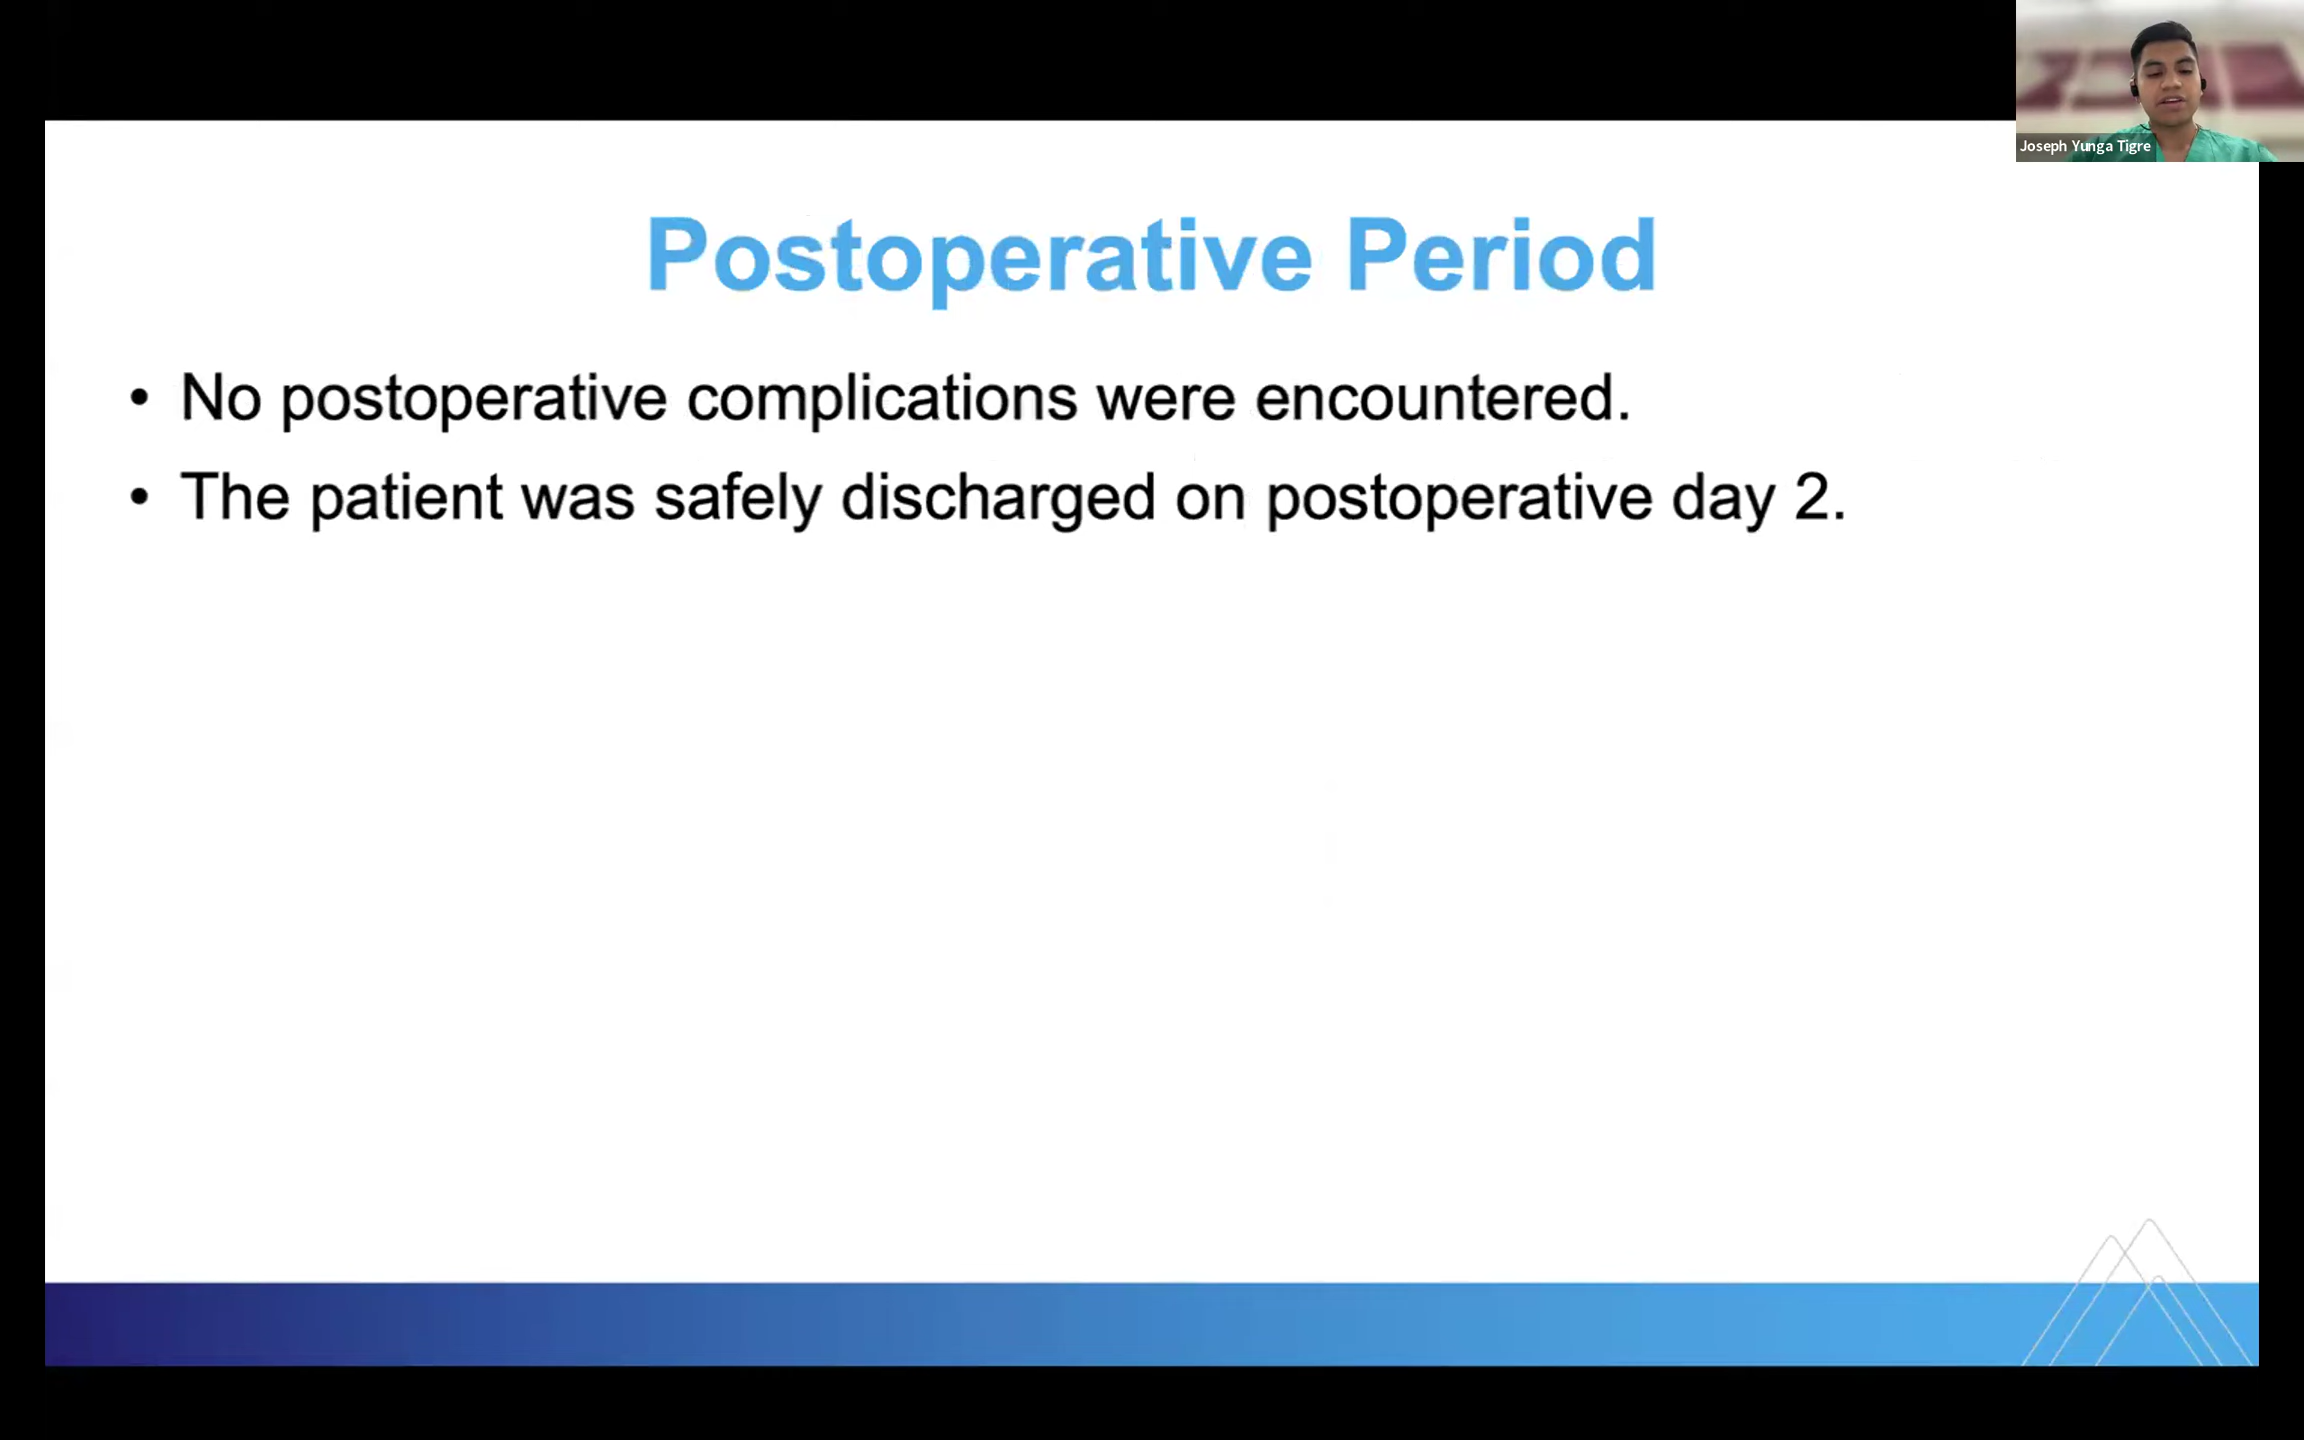 Joseph Yunga Tigre
Postoperative Period
• No postoperative complications were encountered.
• The patient was safely discharged on postoperative day 2.